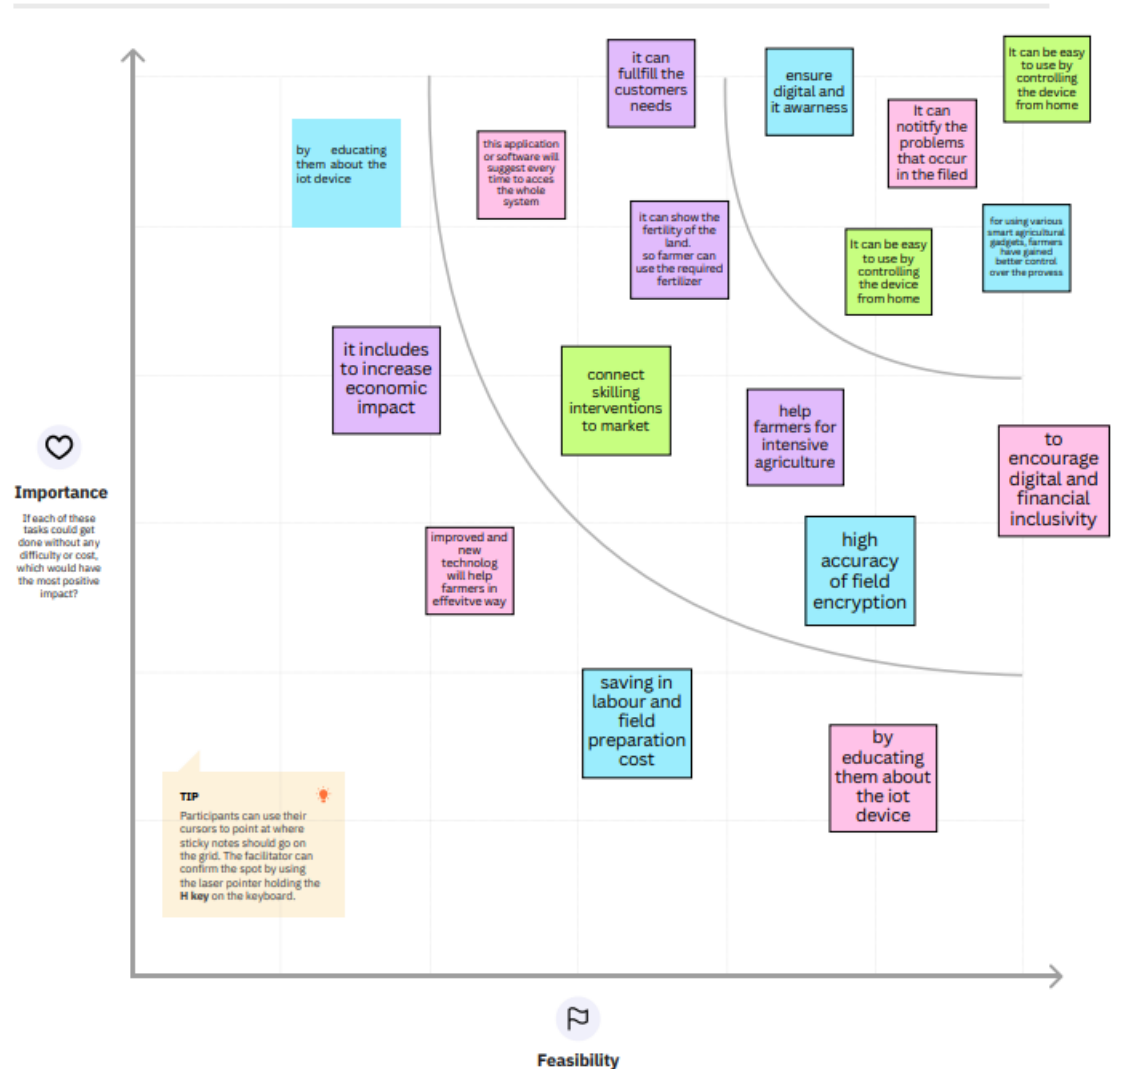 it can
fullfill the
customers
needs
ensure
digital and
it awarness
It can be easy
to use by
controlling
the device
from home
It can
notitfy the
problems
that occur
in the filed
by educating
them about the
iot device
this application
or software will
suggest every
time to acces
the whole
system
it can show the
fertility of the
land.
so farmer can
use the required
fertilizer
It can be easy
to use by
controlling
the device
from home
for using various
smart agricultural
gadgets, farmers
have gained
better control
over the provess
it includes
to increase
economic
impact
connect
skilling
interventions
to market
help
farmers for
intensive
agriculture
to
encourage
digital and
financial
inclusivity
Importance
If each of these
tasks could get
done without any
difficulty or cost,
which would have
the most positive
impact?
improved and
new
technolog
will help
farmers in
effevitve way
high
accuracy
of field
encryption
saving in
labour and
field
preparation
cost
by
educating
them about
the iot
device
TIP
Participants can use their
cursors to point at where
sticky notes should go on
the grid. The facilitator can
confirm the spot by using
the laser pointer holding the
H key on the keyboard.
Feasibility